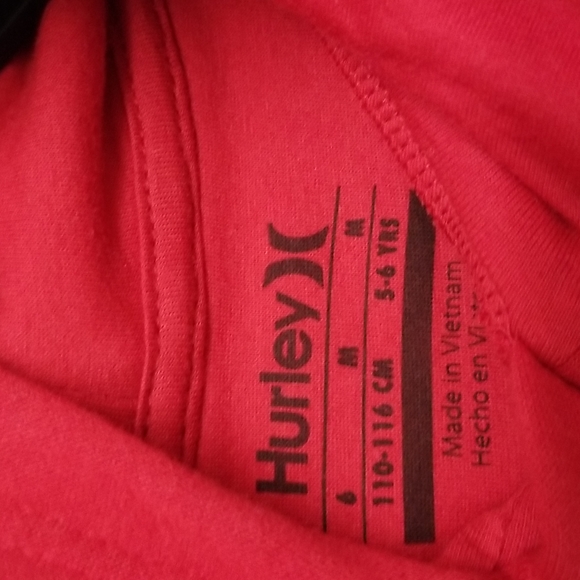 Hurley
6 M M
110-116 CM 5-6 YRS
Made in Vietnam
Hecho en